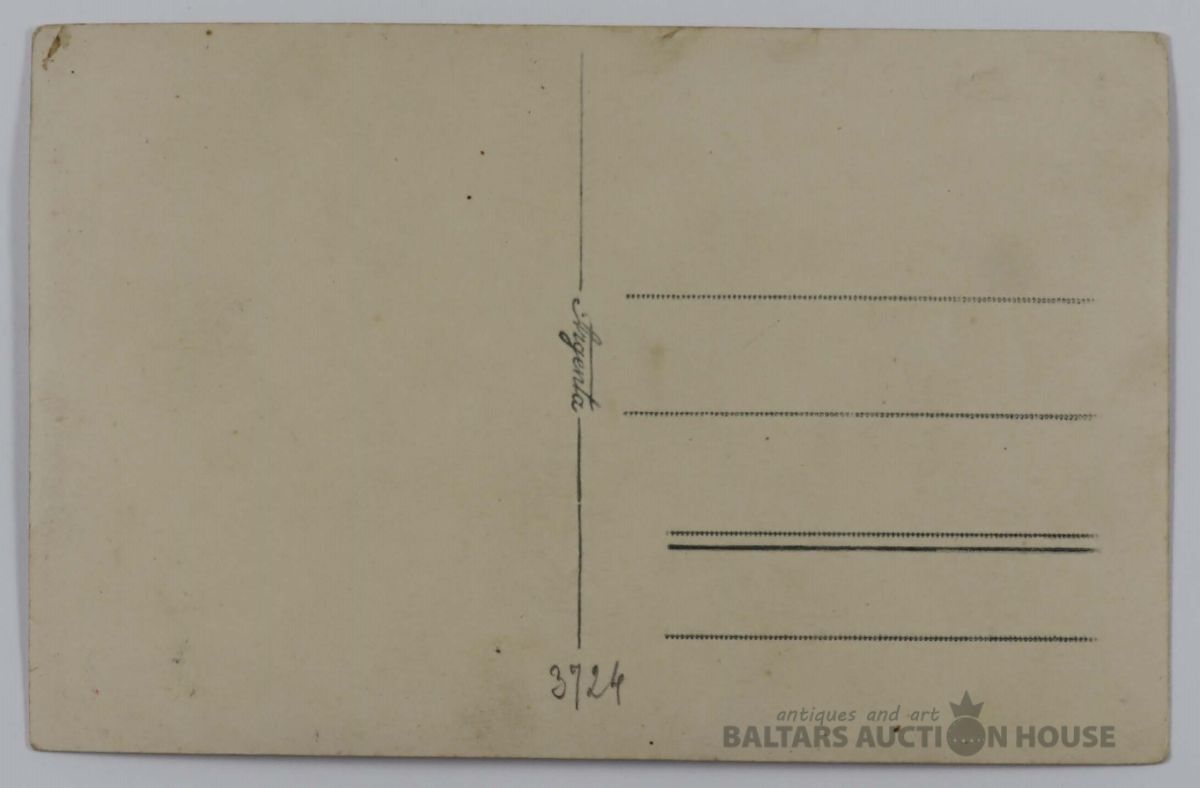 Argenta
3724
antiques and art
BALTARS AUCTION HOUSE